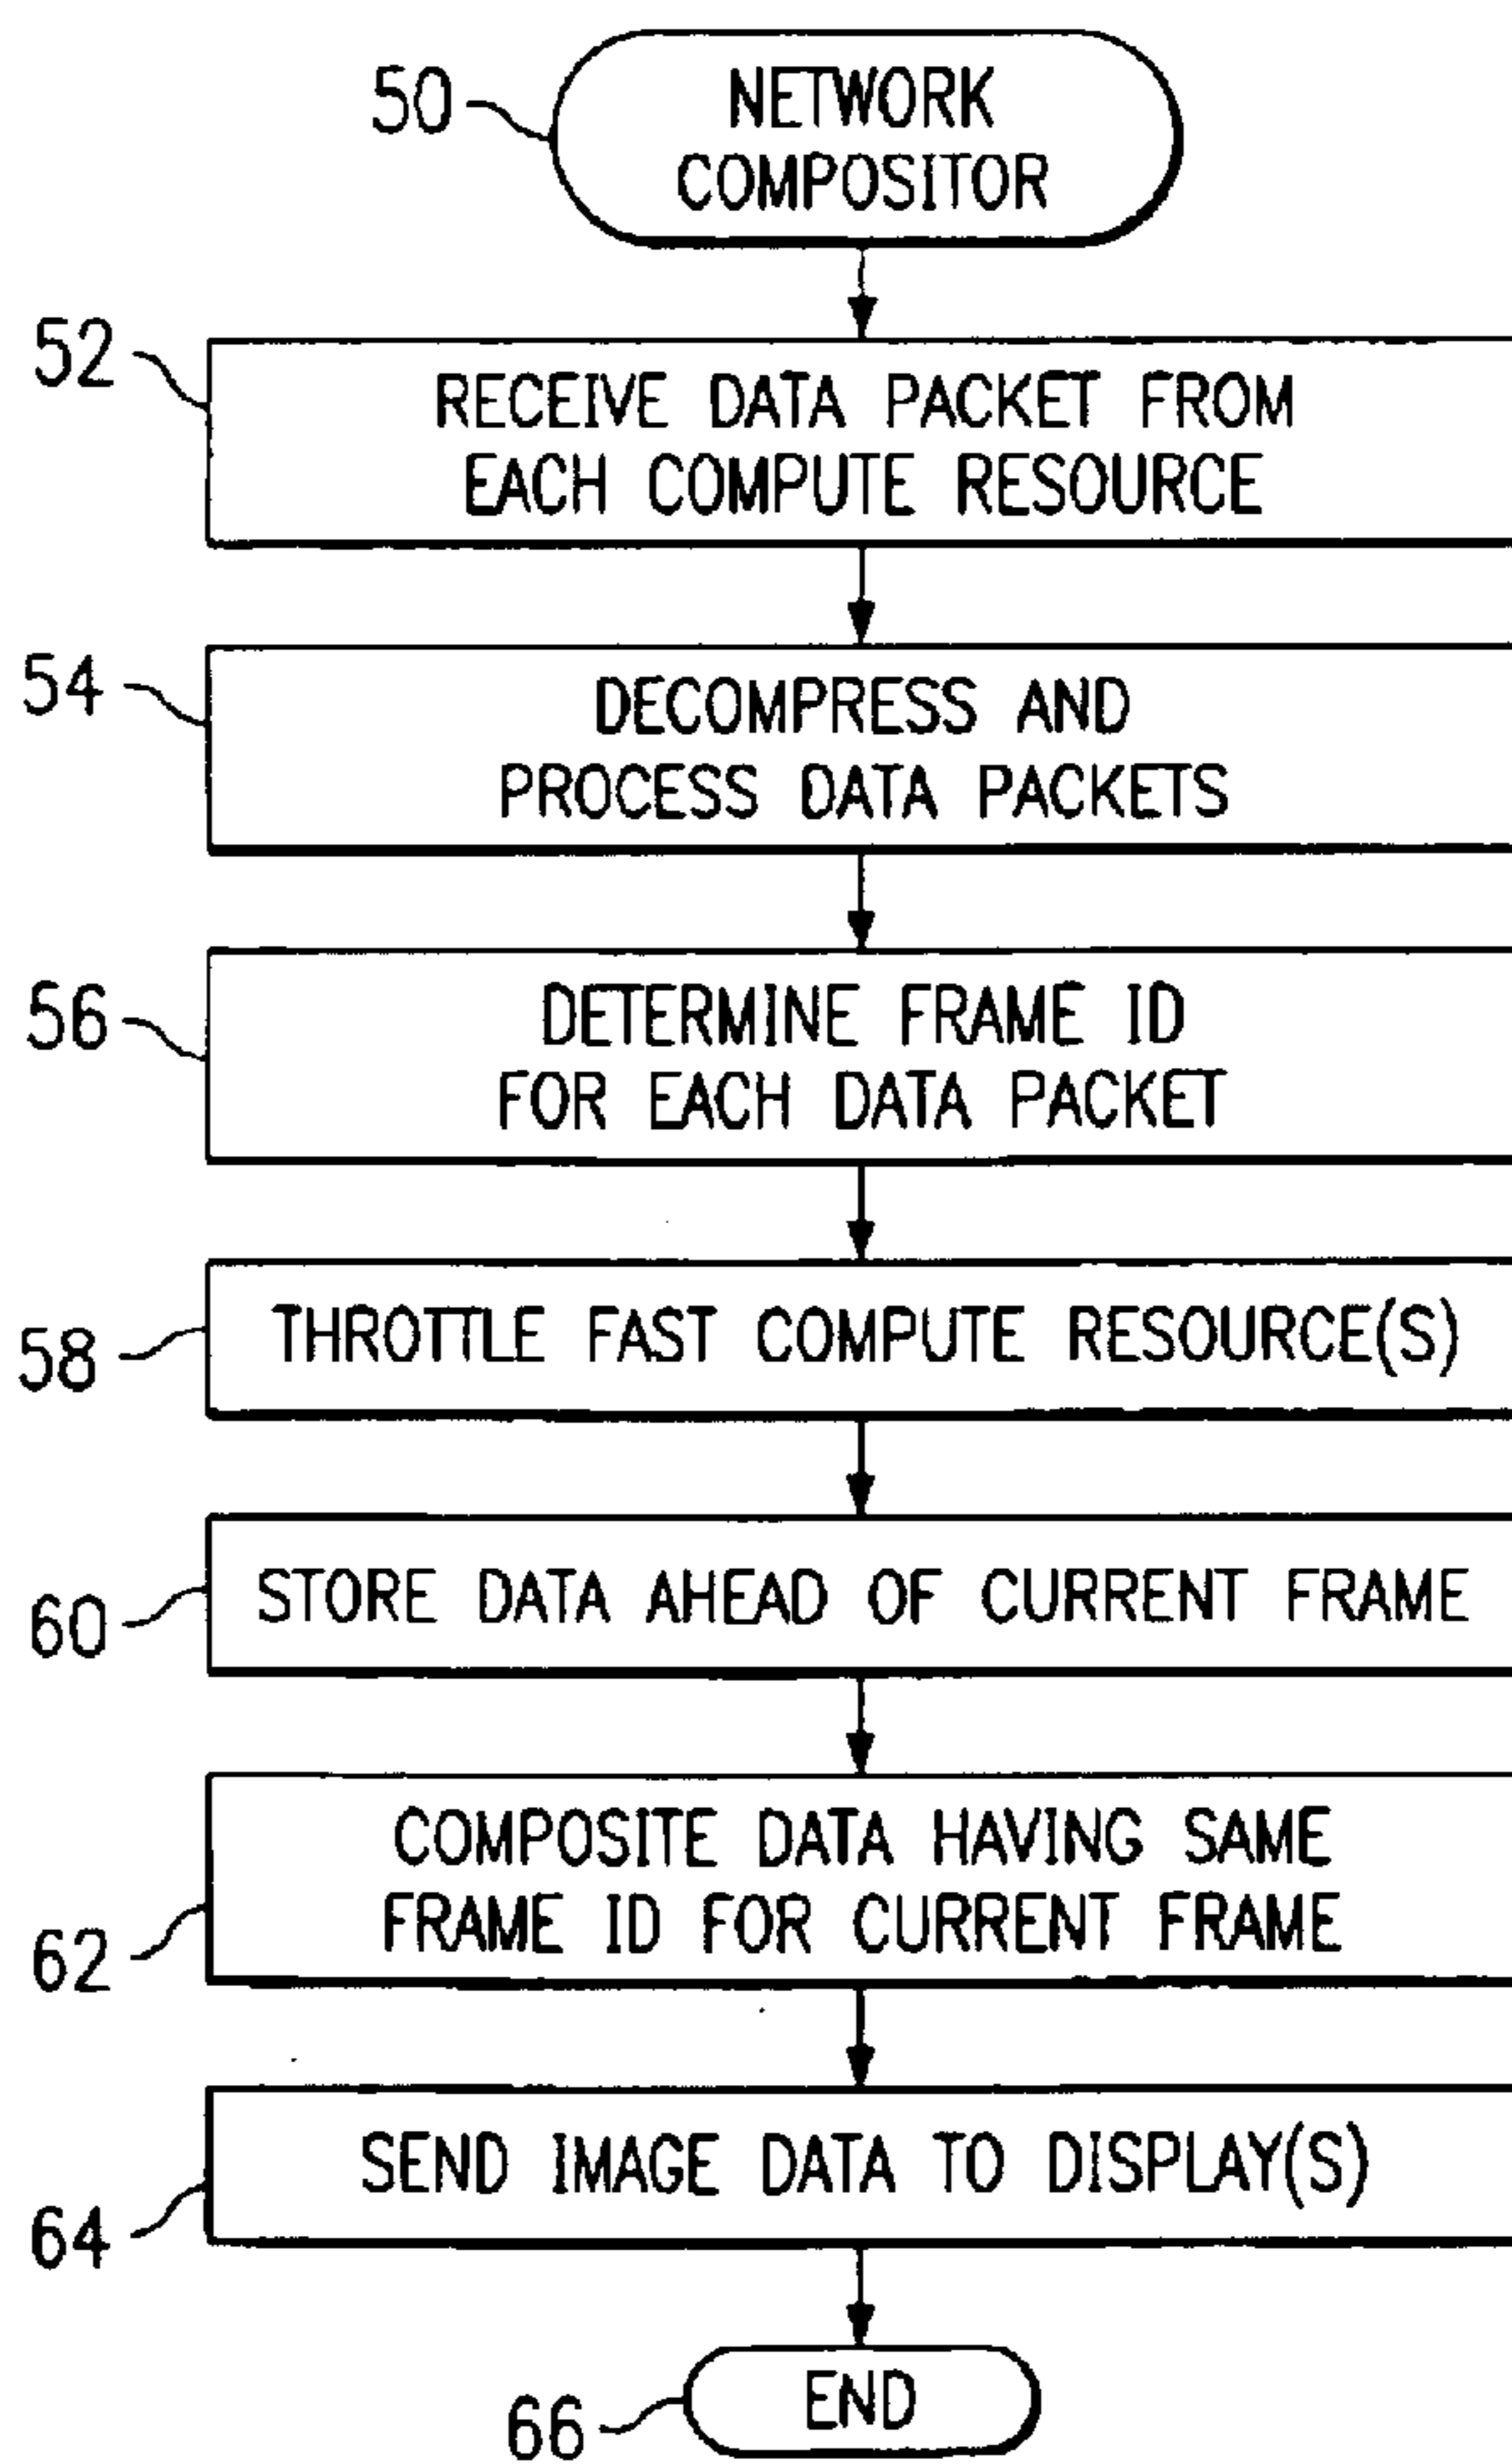 50
NETWORK
COMPOSITOR
52
RECEIVE DATA PACKET FROM
EACH COMPUTE RESOURCE
54
DECOMPRESS AND
PROCESS DATA PACKETS
56
DETERMINE FRAME ID
FOR EACH DATA PACKET
58
THROTTLE FAST COMPUTE RESOURCE(S)
60
STORE DATA AHEAD OF CURRENT FRAME
62
COMPOSITE DATA HAVING SAME
FRAME ID FOR CURRENT FRAME
64
SEND IMAGE DATA TO DISPLAY(S)
66
END